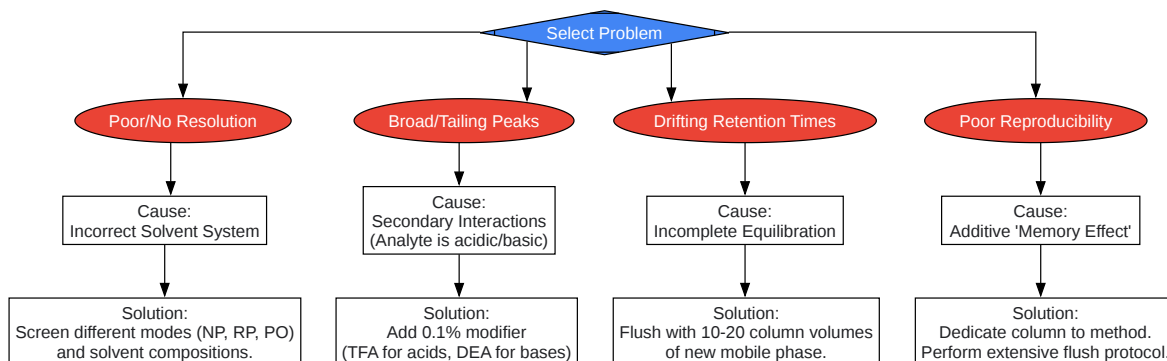 Select Problem
Poor/No Resolution
Broad/Tailing Peaks
Drifting Retention Times
Poor Reproducibility
Cause:
Incorrect Solvent System
Cause:
Secondary Interactions
(Analyte is acidic/basic)
Cause:
Incomplete Equilibration
Cause:
Additive 'Memory Effect'
Solution:
Screen different modes (NP, RP, PO)
and solvent compositions.
Solution:
Add 0.1% modifier
(TFA for acids, DEA for bases)
Solution:
Flush with 10-20 column volumes
of new mobile phase.
Solution:
Dedicate column to method.
Perform extensive flush protocol.